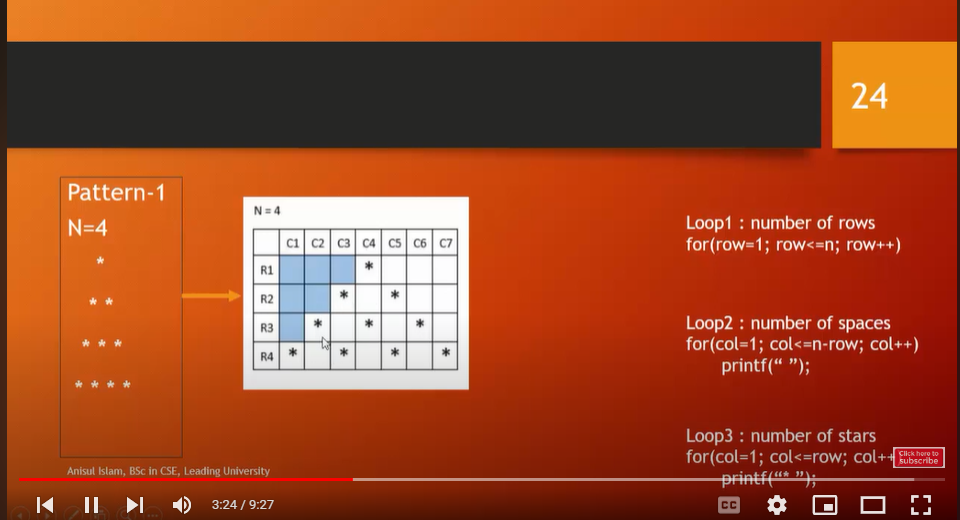 24
Pattern-1
N=4
*
* *
* * *
* * * *
N = 4
C1 C2 C3 C4 C5 C6 C7
R1 *
R2 * *
R3 * * *
R4 * * * *
Loop1 : number of rows
for(row=1; row<=n; row++)
Loop2 : number of spaces
for(col=1; col<=n-row; col++)
printf(“ ”);
Loop3 : number of stars
for(col=1; col<=row; col++
printf(“* ”);
Click here to
subscribe
Anisul Islam, BSc in CSE, Leading University
3:24 / 9:27
CC